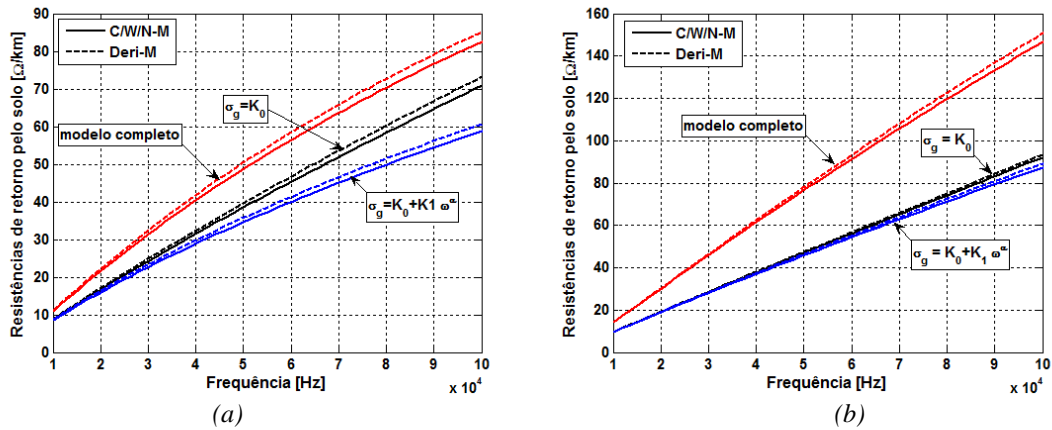 90
80
70
60
50
40
30
20
10
0
Resistências de retorno pelo solo [Ω/km]
C/W/N-M
Deri-M
σg=K0
modelo completo
σg=K0+K1 ωα
1 2 3 4 5 6 7 8 9 10
x 10^4
Frequência [Hz]
(a)
160
140
120
100
80
60
40
20
0
Resistências de retorno pelo solo [Ω/km]
C/W/N-M
Deri-M
modelo completo
σg = K0
σg = K0+K1 ωα
1 2 3 4 5 6 7 8 9 10
x 10^4
Frequência [Hz]
(b)